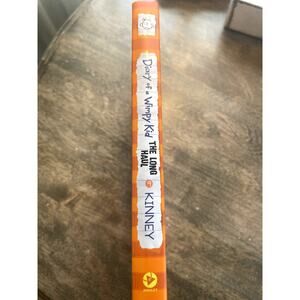 Diary of a Wimpy Kid
THE LONG
HAUL
KINNEY